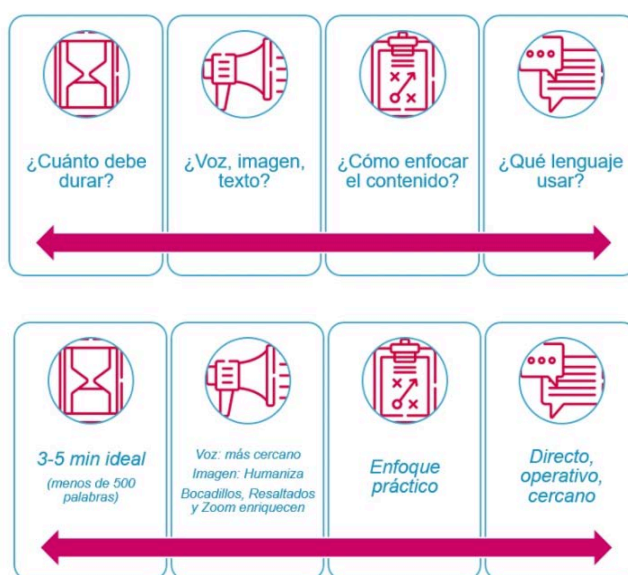 ¿Cuánto debe
durar?
¿Voz, imagen,
texto?
¿Cómo enfocar
el contenido?
¿Qué lenguaje
usar?
3-5 min ideal
(menos de 500
palabras)
Voz: más cercano
Imagen: Humaniza
Bocadillos, Resaltados
y Zoom enriquecen
Enfoque
práctico
Directo,
operativo,
cercano